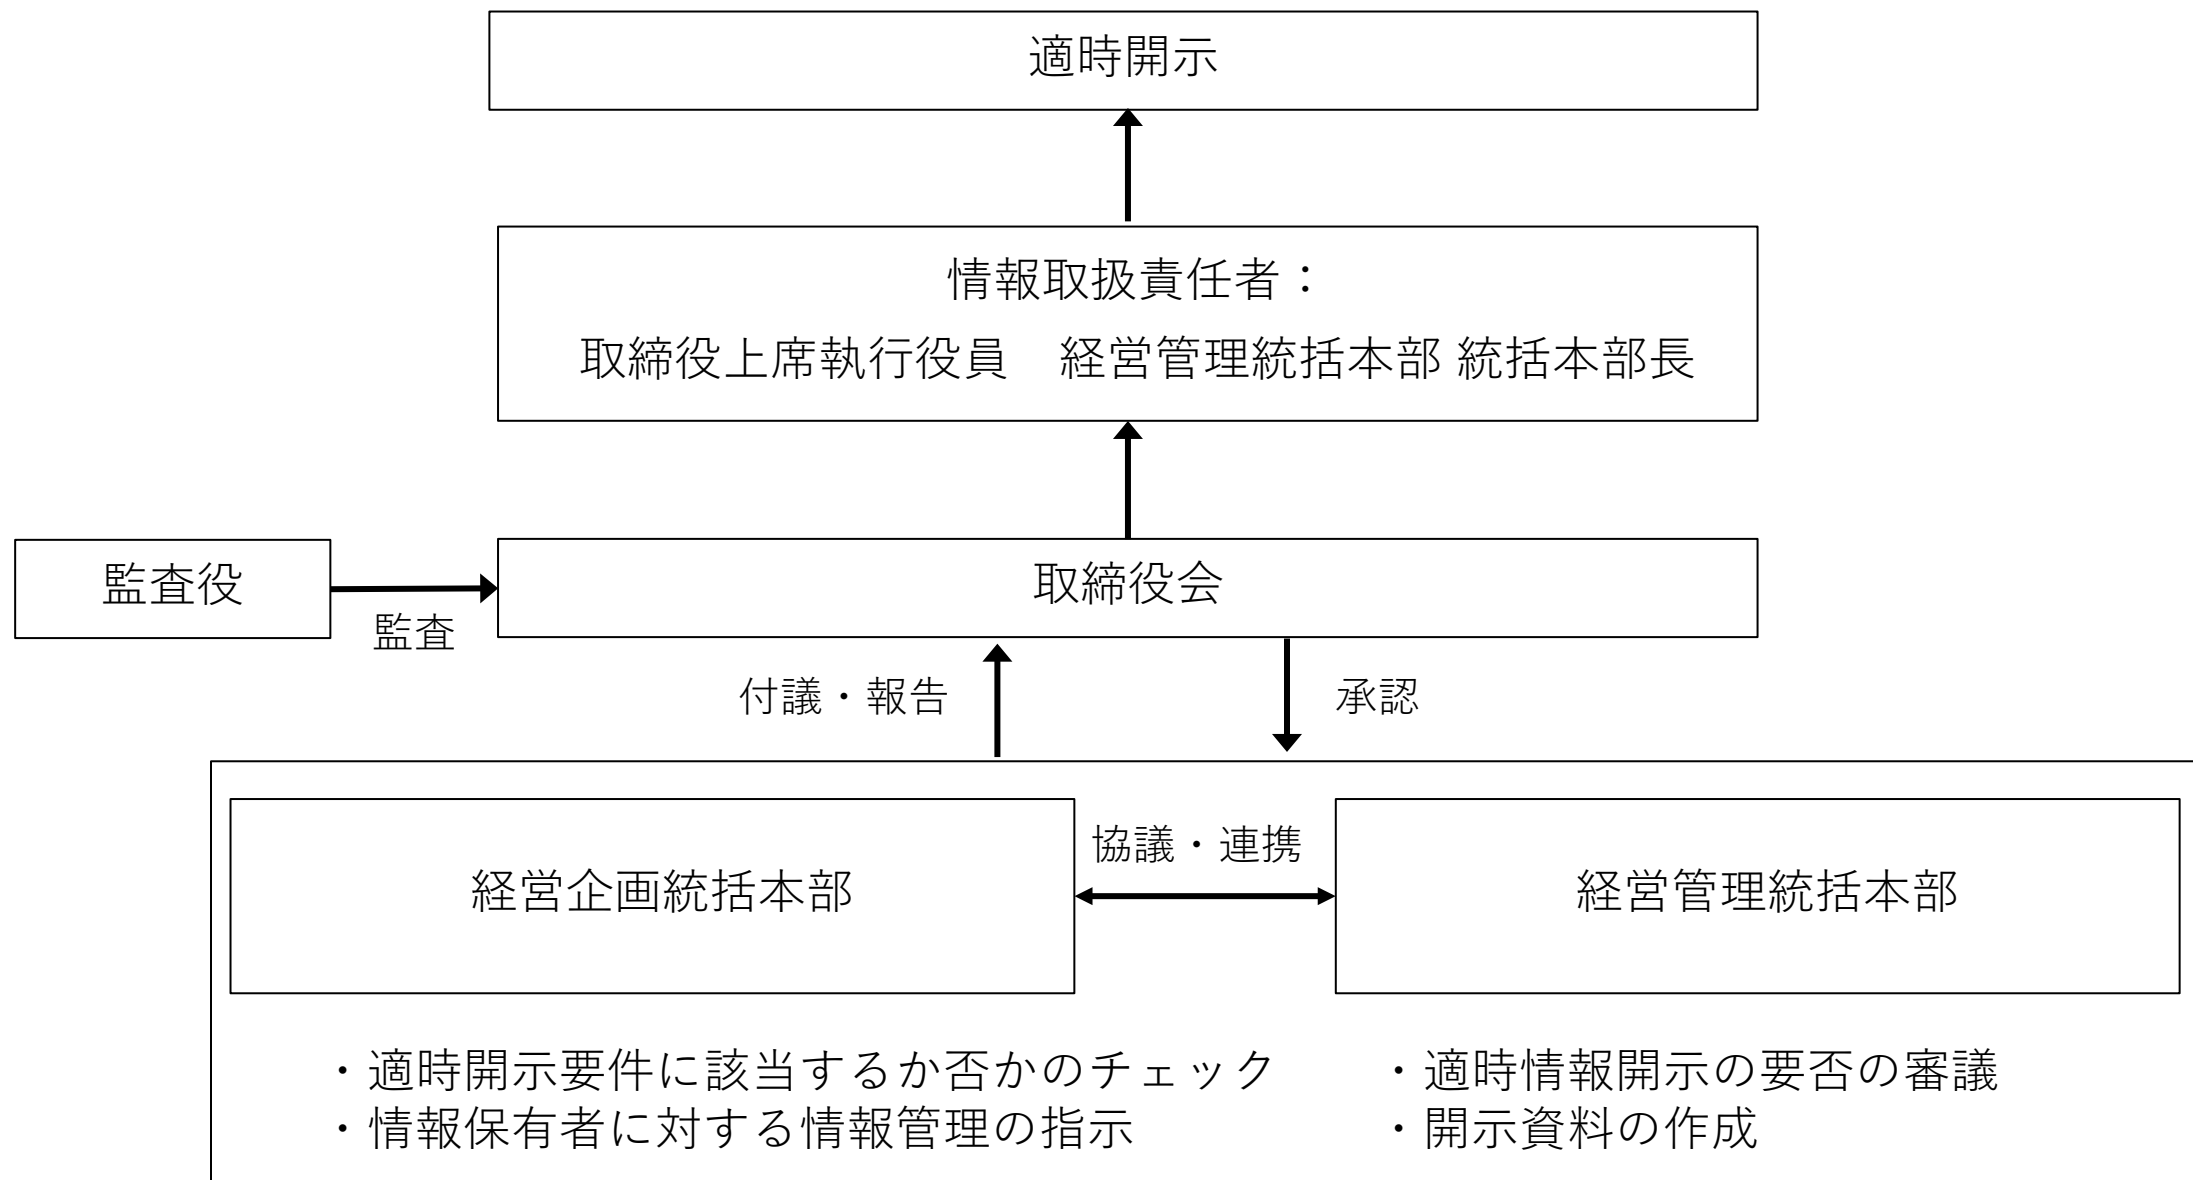 適時開示
情報取扱責任者：
取締役上席執行役員　経営管理統括本部 統括本部長
監査役
監査
取締役会
付議・報告
承認
経営企画統括本部
協議・連携
経営管理統括本部
・適時開示要件に該当するか否かのチェック
・情報保有者に対する情報管理の指示
・適時情報開示の要否の審議
・開示資料の作成